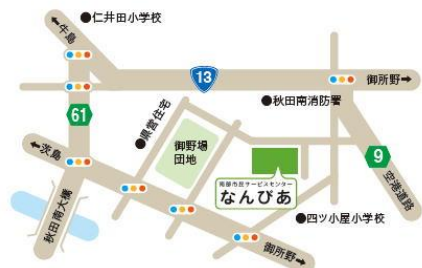 ●仁井田小学校
←牛島
13
御所野→
●秋田南消防署
61
●県営住宅
御野場
団地
←茨島
9
空港道路
南部市民サービスセンター
なんぴあ
秋田南大橋
●四ツ小屋小学校
御所野→